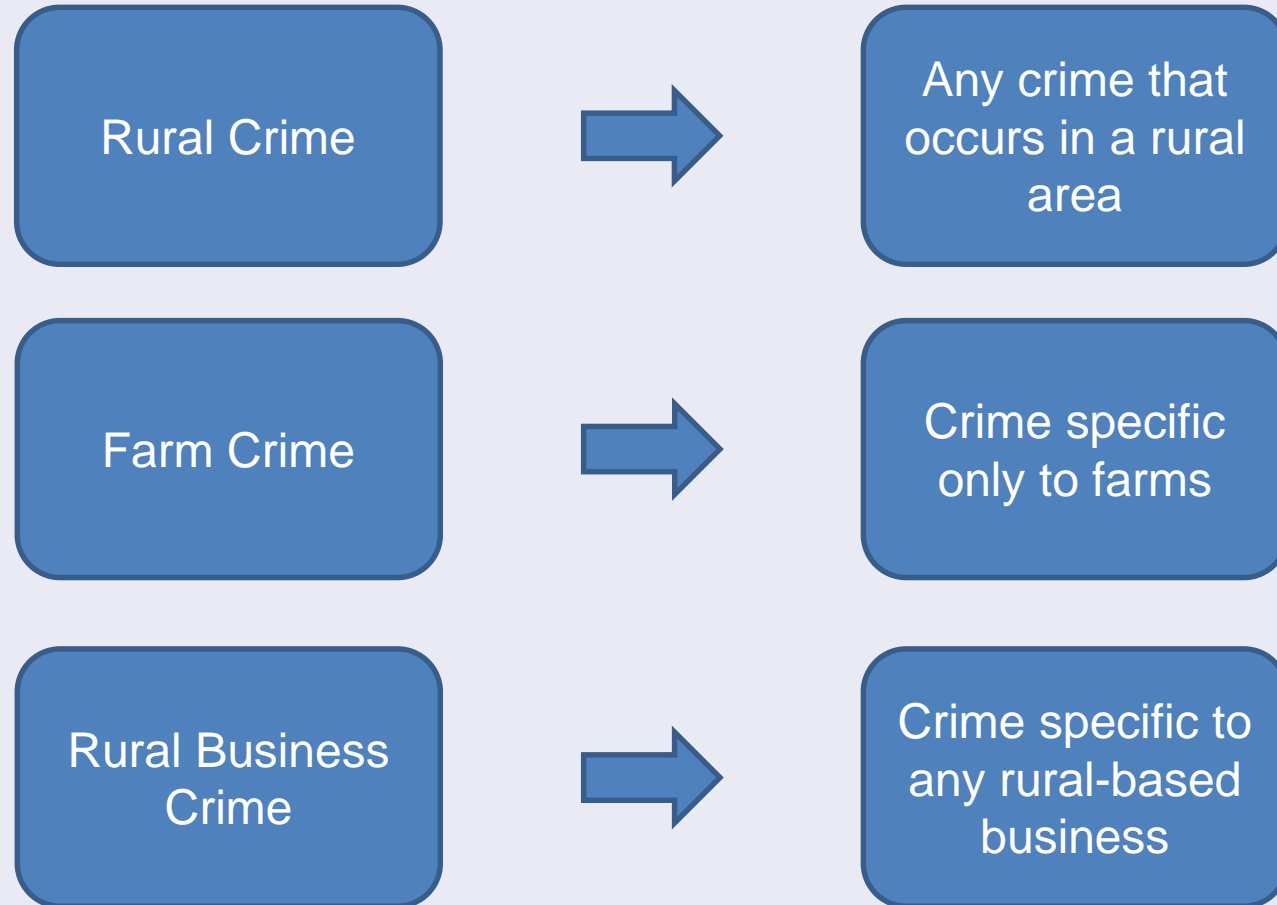 Rural Crime
Any crime that
occurs in a rural
area
Farm Crime
Crime specific
only to farms
Rural Business
Crime
Crime specific to
any rural-based
business